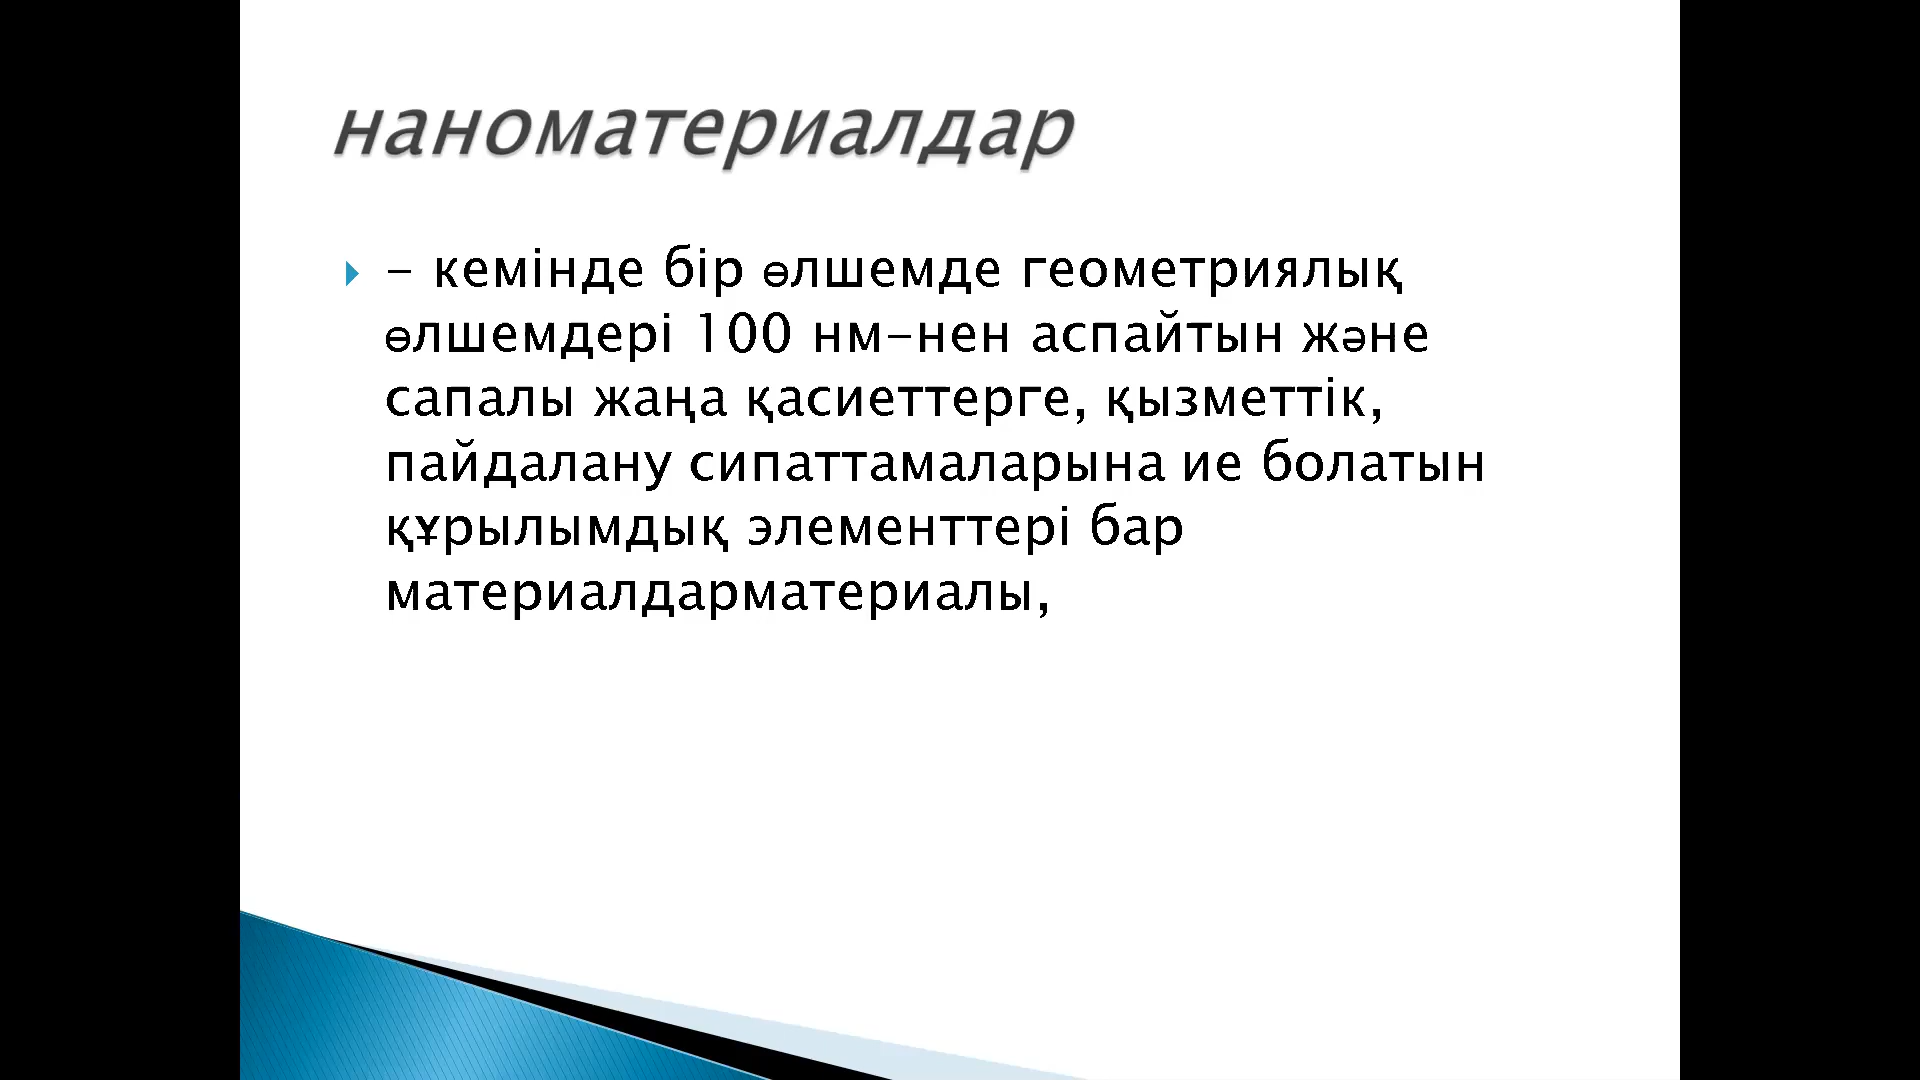 наноматериалдар
- кемінде бір өлшемде геометриялық
өлшемдері 100 нм-нен аспайтын және
сапалы жаңа қасиеттерге, қызметтік,
пайдалану сипаттамаларына ие болатын
құрылымдық элементтері бар
материалдарматериалы,